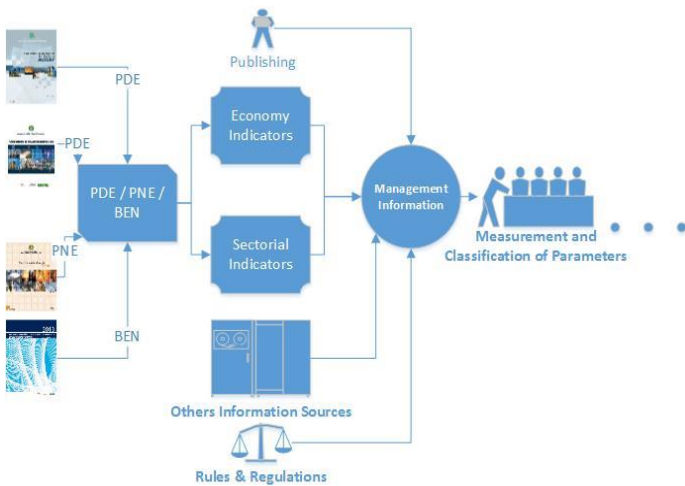 Publishing
PDE
PDE
PDE / PNE /
BEN
PNE
BEN
Economy
Indicators
Sectorial
Indicators
Management
Information
Measurement and
Classification of Parameters
Others Information Sources
Rules & Regulations